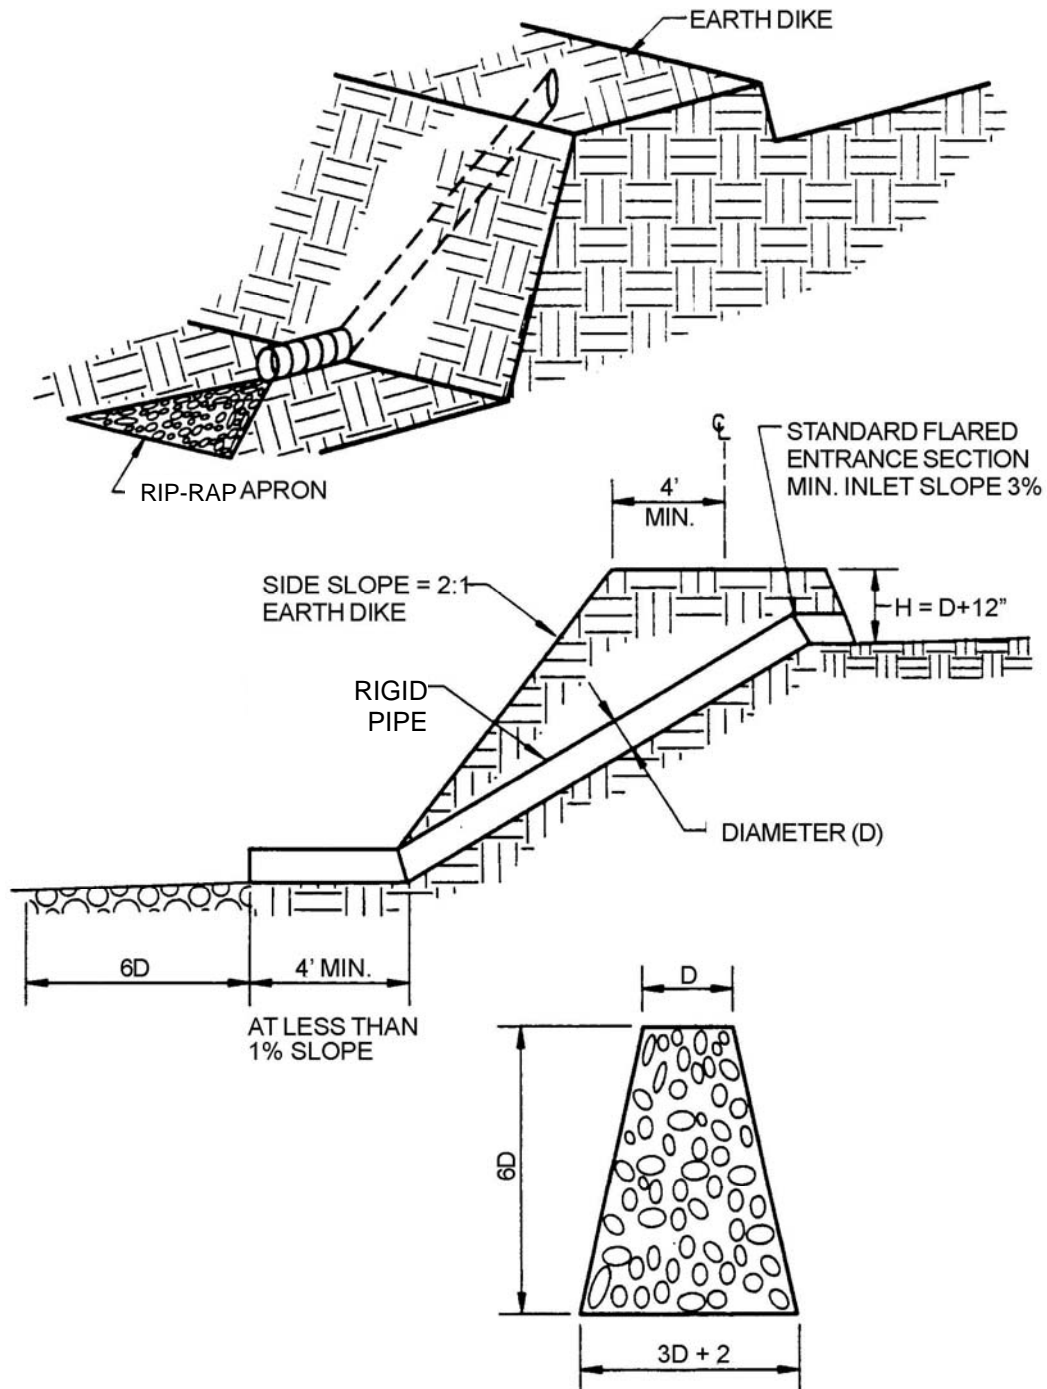 EARTH DIKE
RIP-RAP APRON
℄
4'
MIN.
STANDARD FLARED
ENTRANCE SECTION
MIN. INLET SLOPE 3%
SIDE SLOPE = 2:1
EARTH DIKE
H = D+12"
RIGID
PIPE
DIAMETER (D)
6D
4' MIN.
AT LESS THAN
1% SLOPE
D
6D
3D + 2